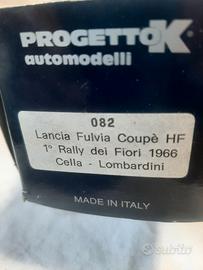 PROGETTO K
automodelli
082
Lancia Fulvia Coupè HF
1° Rally dei Fiori 1966
Cella - Lombardini
MADE IN ITALY
subito